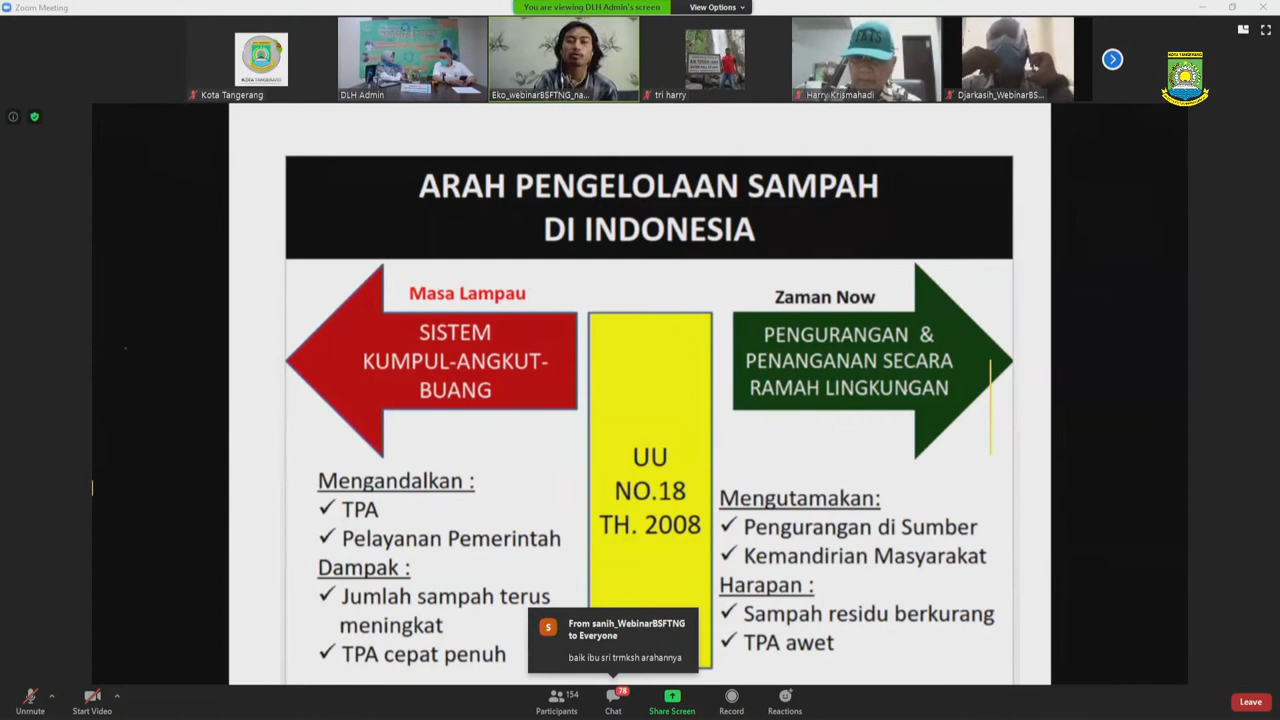 Zoom Meeting
You are viewing DLH Admin's screen
View Options
KOTA TANGERANG
Kota Tangerang
DLH Admin
Eko_webinarBSFTNG_na...
tri harry
Harry Krismahadi
Djarkasih_WebinarBS...
KOTA TANGERANG
ARAH PENGELOLAAN SAMPAH
DI INDONESIA
Masa Lampau
SISTEM
KUMPUL-ANGKUT-
BUANG
Mengandalkan :
✓ TPA
✓ Pelayanan Pemerintah
Dampak :
✓ Jumlah sampah terus
meningkat
✓ TPA cepat penuh
UU
NO.18
TH. 2008
Zaman Now
PENGURANGAN &
PENANGANAN SECARA
RAMAH LINGKUNGAN
Mengutamakan:
✓ Pengurangan di Sumber
✓ Kemandirian Masyarakat
Harapan :
✓ Sampah residu berkurang
✓ TPA awet
S
From sanih_WebinarBSFTNG
to Everyone
baik ibu sri trmksh arahannya
Unmute
Start Video
154
Participants
78
Chat
Share Screen
Record
Reactions
Leave